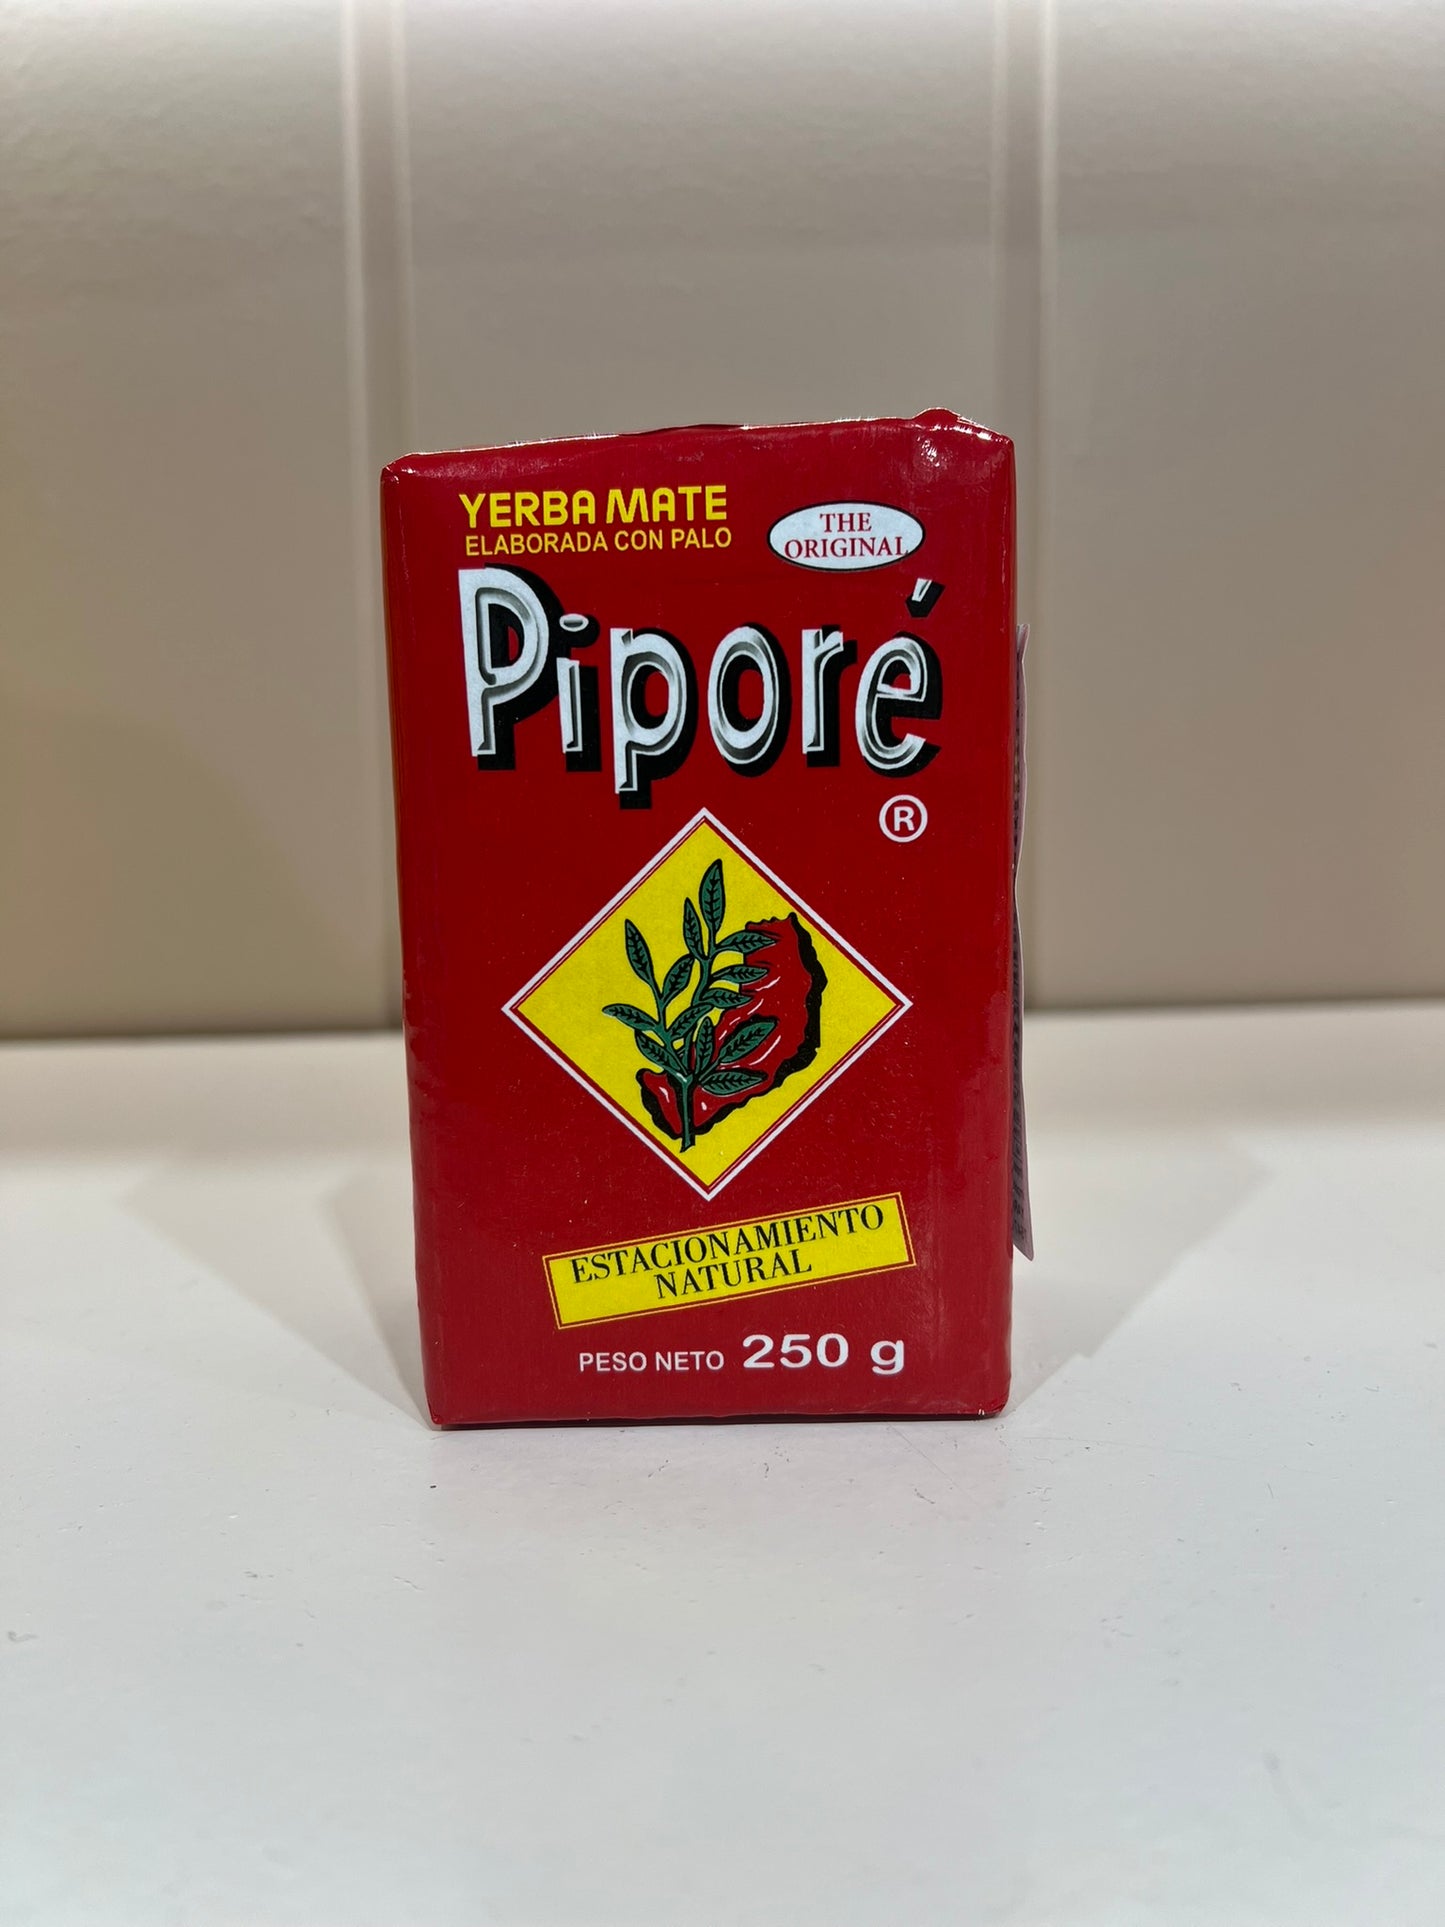 YERBA MATE
ELABORADA CON PALO
THE
ORIGINAL
Piporé
®
ESTACIONAMIENTO
NATURAL
PESO NETO 250 g